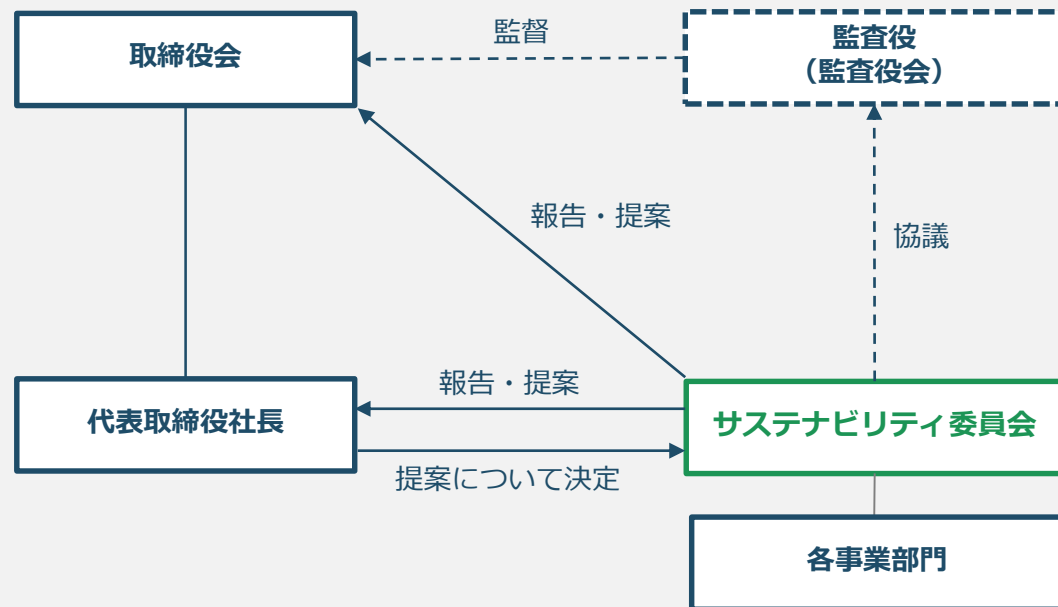 取締役会
監督
監査役
(監査役会)
報告・提案
協議
報告・提案
代表取締役社長
サステナビリティ委員会
提案について決定
各事業部門